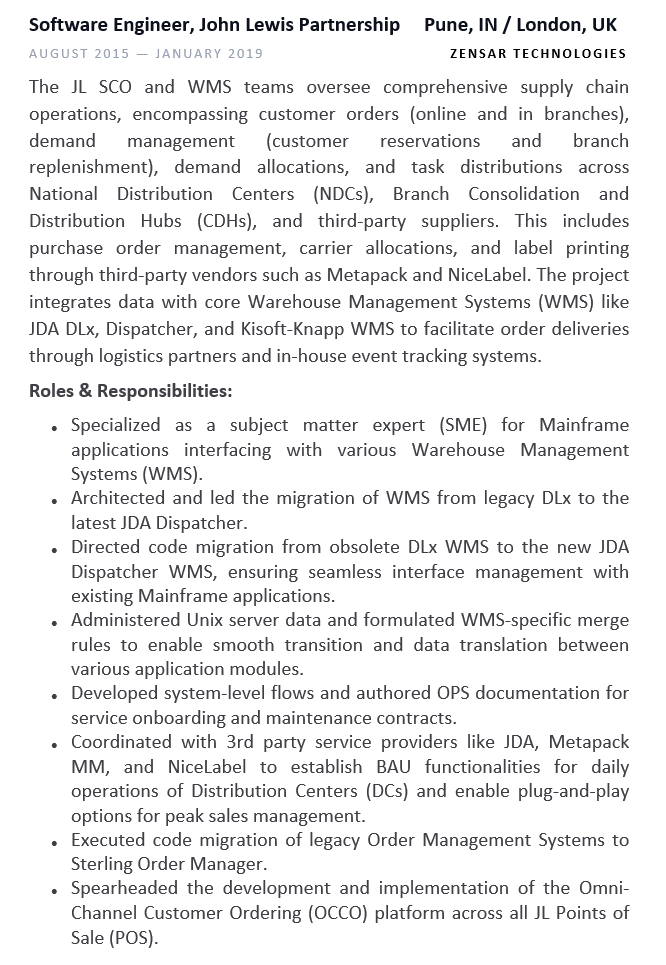 Software Engineer, John Lewis Partnership Pune, IN / London, UK
AUGUST 2015 — JANUARY 2019 ZENSAR TECHNOLOGIES
The JL SCO and WMS teams oversee comprehensive supply chain
operations, encompassing customer orders (online and in branches),
demand management (customer reservations and branch
replenishment), demand allocations, and task distributions across
National Distribution Centers (NDCs), Branch Consolidation and
Distribution Hubs (CDHs), and third-party suppliers. This includes
purchase order management, carrier allocations, and label printing
through third-party vendors such as Metapack and NiceLabel. The project
integrates data with core Warehouse Management Systems (WMS) like
JDA DLx, Dispatcher, and Kisoft-Knapp WMS to facilitate order deliveries
through logistics partners and in-house event tracking systems.
Roles & Responsibilities:
• Specialized as a subject matter expert (SME) for Mainframe
applications interfacing with various Warehouse Management
Systems (WMS).
• Architected and led the migration of WMS from legacy DLx to the
latest JDA Dispatcher.
• Directed code migration from obsolete DLx WMS to the new JDA
Dispatcher WMS, ensuring seamless interface management with
existing Mainframe applications.
• Administered Unix server data and formulated WMS-specific merge
rules to enable smooth transition and data translation between
various application modules.
• Developed system-level flows and authored OPS documentation for
service onboarding and maintenance contracts.
• Coordinated with 3rd party service providers like JDA, Metapack
MM, and NiceLabel to establish BAU functionalities for daily
operations of Distribution Centers (DCs) and enable plug-and-play
options for peak sales management.
• Executed code migration of legacy Order Management Systems to
Sterling Order Manager.
• Spearheaded the development and implementation of the Omni-
Channel Customer Ordering (OCCO) platform across all JL Points of
Sale (POS).